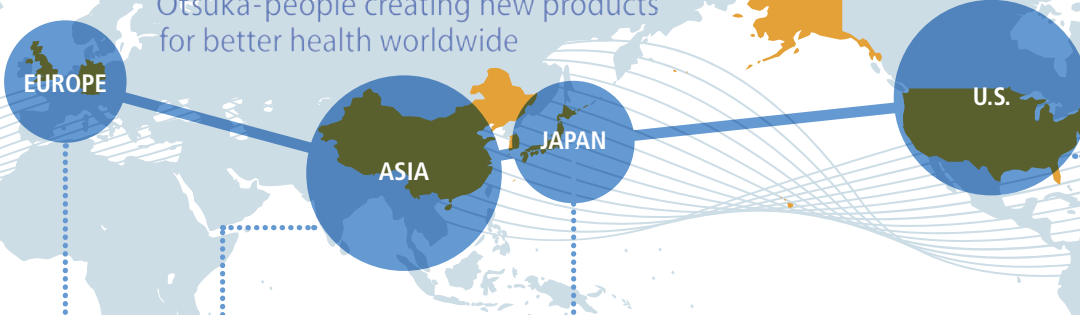 Otsuka-people creating new products
for better health worldwide
EUROPE
ASIA
JAPAN
U.S.